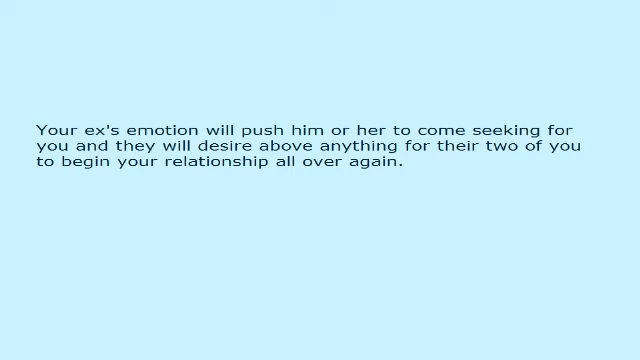 Your ex's emotion will push him or her to come seeking for
you and they will desire above anything for their two of you
to begin your relationship all over again.